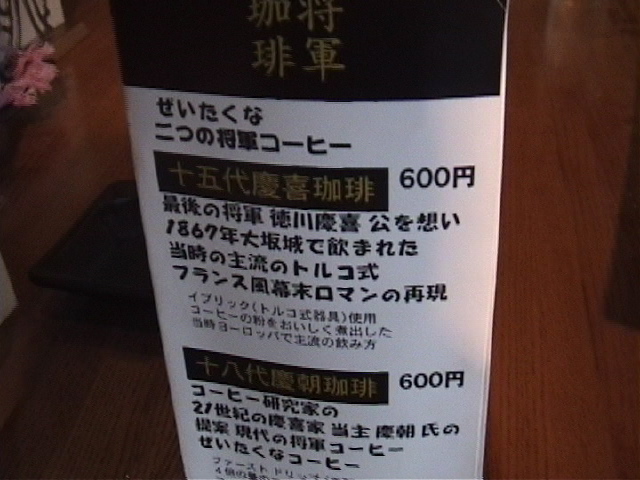 将軍
珈琲
ぜいたくな
二つの将軍コーヒー
十五代慶喜珈琲 600円
最後の将軍 徳川慶喜 公を想い
1867年大坂城で飲まれた
当時の主流のトルコ式
フランス風幕末ロマンの再現
イブリック(トルコ式器具)使用
コーヒーの粉をおいしく煮出した
当時ヨーロッパで主流の飲み方
十八代慶朝珈琲 600円
コーヒー研究家の
21世紀の慶喜家 当主 慶朝 氏の
提案 現代の将軍コーヒー
ぜいたくなコーヒー
ファースト ドリップ